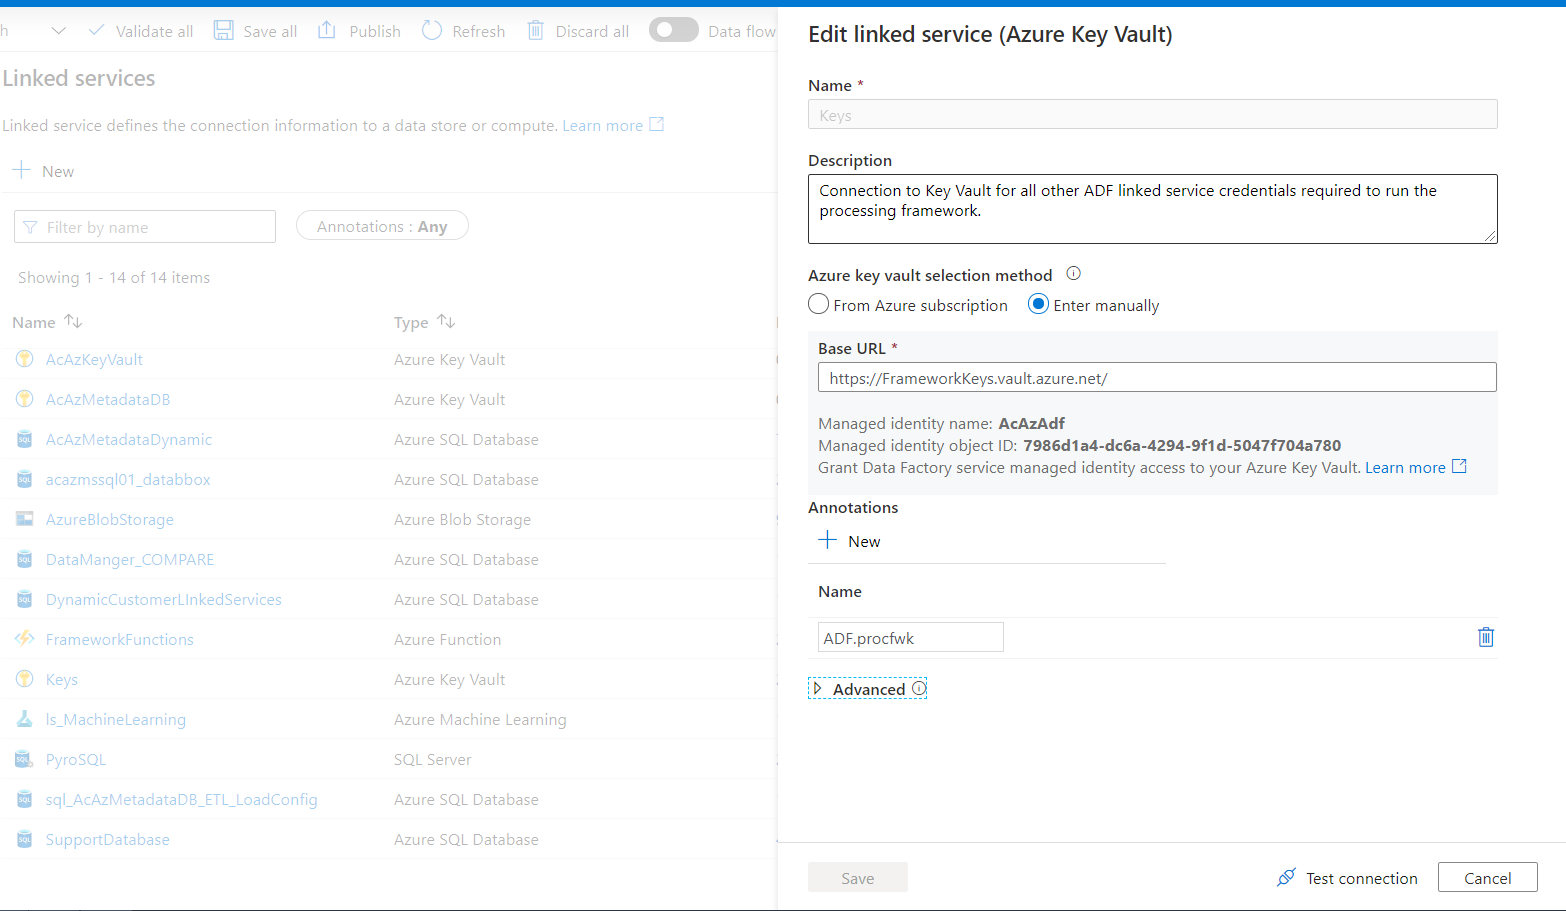 h
Validate all
Save all
Publish
Refresh
Discard all
Data flow
Linked services
Linked service defines the connection information to a data store or compute. Learn more
New
Filter by name
Annotations : Any
Showing 1 - 14 of 14 items
Name Type
AcAzKeyVault Azure Key Vault
AcAzMetadataDB Azure Key Vault
AcAzMetadataDynamic Azure SQL Database
acazmssql01_databbox Azure SQL Database
AzureBlobStorage Azure Blob Storage
DataManger_COMPARE Azure SQL Database
DynamicCustomerLInkedServices Azure SQL Database
FrameworkFunctions Azure Function
Keys Azure Key Vault
ls_MachineLearning Azure Machine Learning
PyroSQL SQL Server
sql_AcAzMetadataDB_ETL_LoadConfig Azure SQL Database
SupportDatabase Azure SQL Database
Edit linked service (Azure Key Vault)
Name *
Keys
Description
Connection to Key Vault for all other ADF linked service credentials required to run the
processing framework.
Azure key vault selection method
From Azure subscription Enter manually
Base URL *
https://FrameworkKeys.vault.azure.net/
Managed identity name: AcAzAdf
Managed identity object ID: 7986d1a4-dc6a-4294-9f1d-5047f704a780
Grant Data Factory service managed identity access to your Azure Key Vault. Learn more
Annotations
New
Name
ADF.procfwk
Advanced
Save
Test connection
Cancel